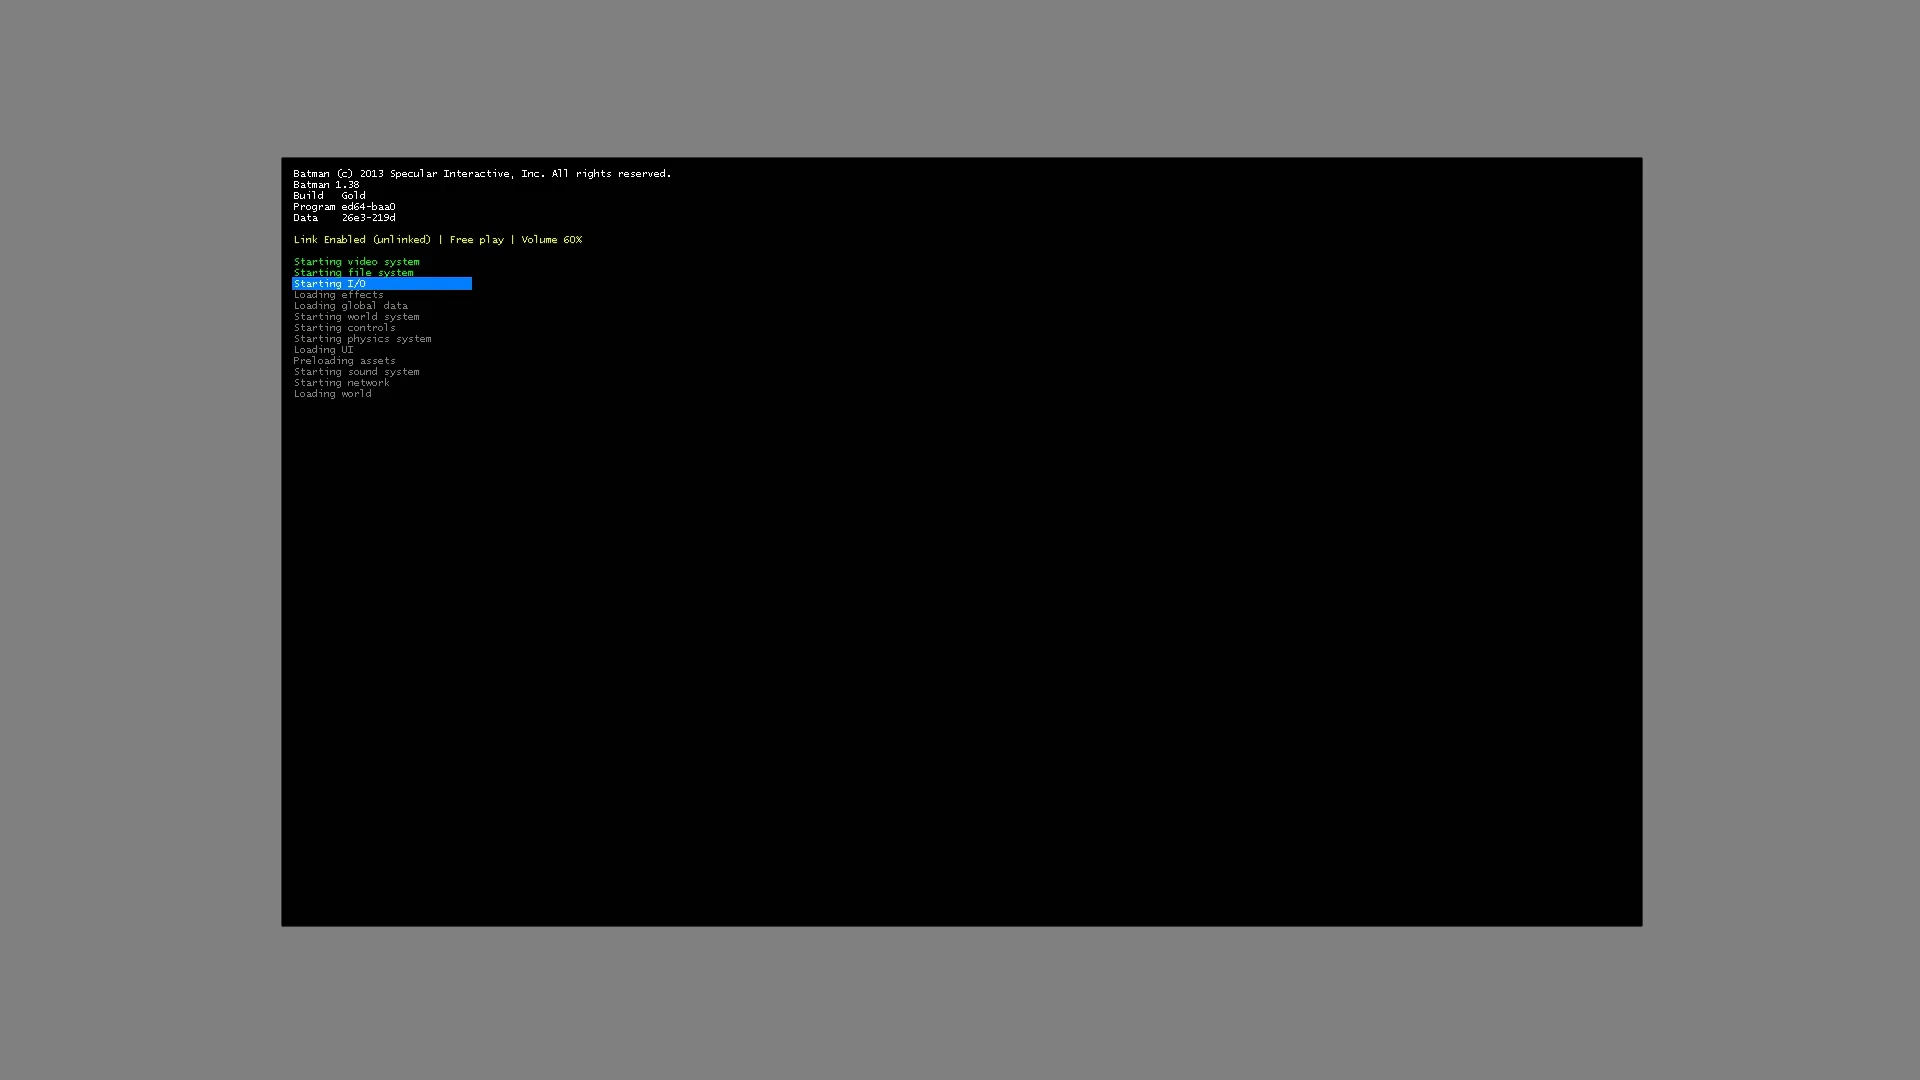 Batman (c) 2013 Specular Interactive, Inc. All rights reserved.
Batman 1.38
Build   Gold
Program ed64-baa0
Data    26e3-219d
Link Enabled (unlinked) | Free play | Volume 60%
Starting video system
Starting file system
Starting I/O
Loading effects
Loading global data
Starting world system
Starting controls
Starting physics system
Loading UI
Preloading assets
Starting sound system
Starting network
Loading world